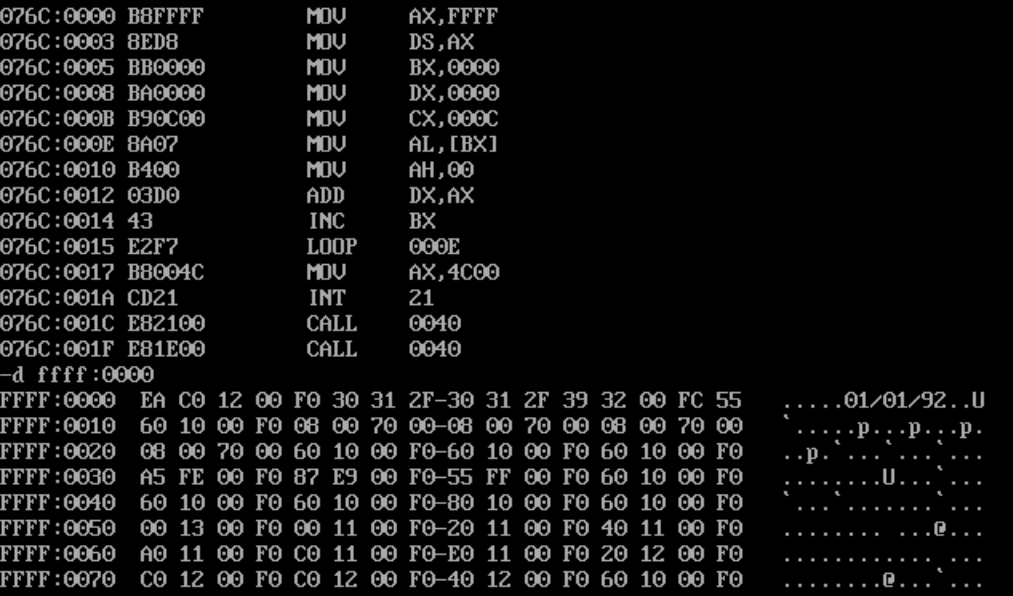 076C:0000 B8FFFF        MOV     AX,FFFF
076C:0003 8ED8          MOV     DS,AX
076C:0005 BB0000        MOV     BX,0000
076C:0008 BA0000        MOV     DX,0000
076C:000B B90C00        MOV     CX,000C
076C:000E 8A07          MOV     AL,[BX]
076C:0010 B400          MOV     AH,00
076C:0012 03D0          ADD     DX,AX
076C:0014 43            INC     BX
076C:0015 E2F7          LOOP    000E
076C:0017 B8004C        MOV     AX,4C00
076C:001A CD21          INT     21
076C:001C E82100        CALL    0040
076C:001F E81E00        CALL    0040
-d ffff:0000
FFFF:0000  EA C0 12 00 F0 30 31 2F-30 31 2F 39 32 00 FC 55   .....01/01/92..U
FFFF:0010  60 10 00 F0 08 00 70 00-08 00 70 00 08 00 70 00   `.....p...p...p.
FFFF:0020  08 00 70 00 60 10 00 F0-60 10 00 F0 60 10 00 F0   ..p.`...`...`...
FFFF:0030  A5 FE 00 F0 87 E9 00 F0-55 FF 00 F0 60 10 00 F0   ........U...`...
FFFF:0040  60 10 00 F0 60 10 00 F0-80 10 00 F0 60 10 00 F0   `...`.......`...
FFFF:0050  00 13 00 F0 00 11 00 F0-20 11 00 F0 40 11 00 F0   ........ ...@...
FFFF:0060  A0 11 00 F0 C0 11 00 F0-E0 11 00 F0 20 12 00 F0   ............ ...
FFFF:0070  C0 12 00 F0 C0 12 00 F0-40 12 00 F0 60 10 00 F0   ........@...`...